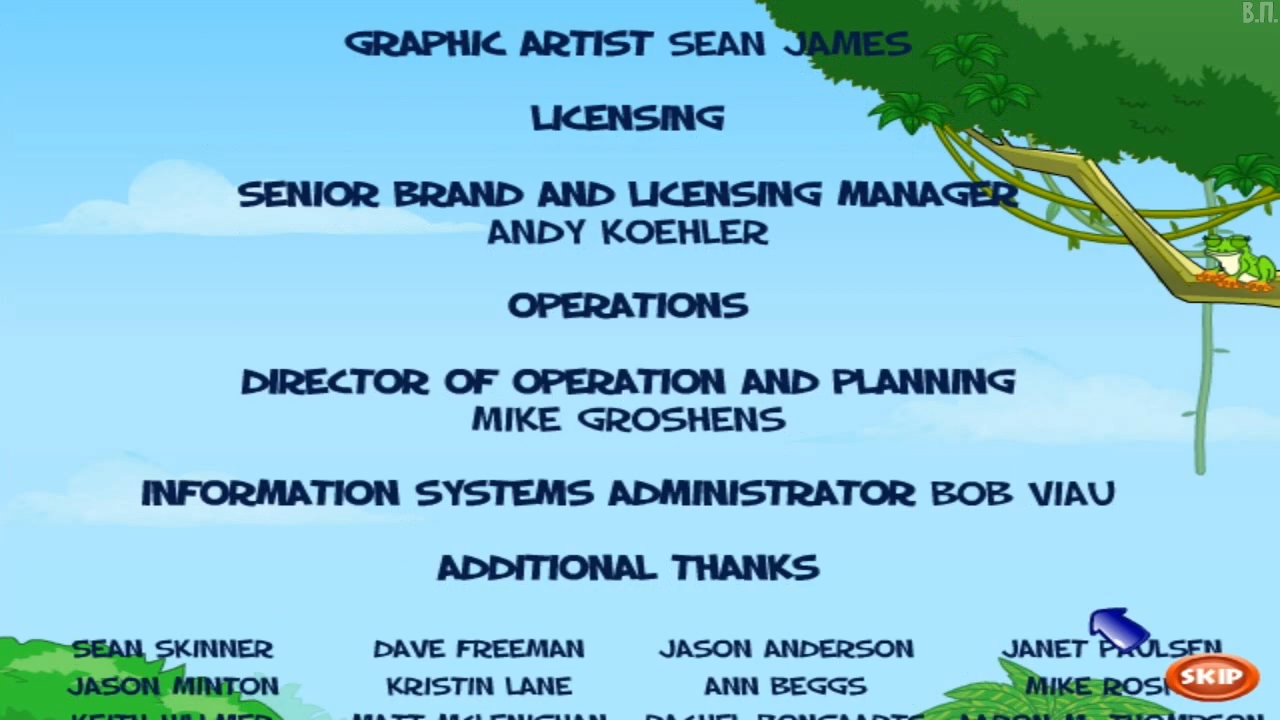 В.П.
GRAPHIC ARTIST SEAN JAMES
LICENSING
SENIOR BRAND AND LICENSING MANAGER
ANDY KOEHLER
OPERATIONS
DIRECTOR OF OPERATION AND PLANNING
MIKE GROSHENS
INFORMATION SYSTEMS ADMINISTRATOR BOB VIAU
ADDITIONAL THANKS
SEAN SKINNER DAVE FREEMAN JASON ANDERSON JANET PAULSEN
JASON MINTON KRISTIN LANE ANN BEGGS MIKE
SKIP